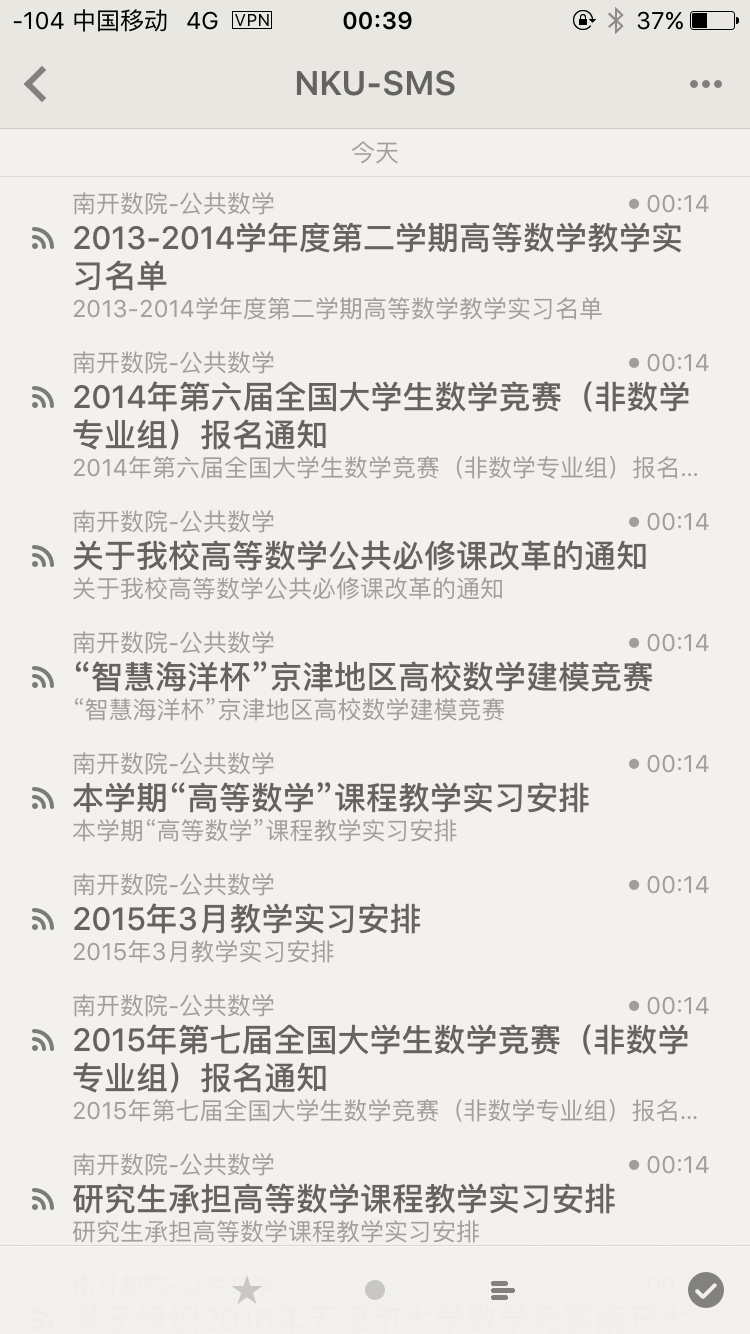 -104 中国移动 4G VPN 00:39 37%
NKU-SMS
今天
南开数院-公共数学 00:14
2013-2014学年度第二学期高等数学教学实
习名单
2013-2014学年度第二学期高等数学教学实习名单
南开数院-公共数学 00:14
2014年第六届全国大学生数学竞赛（非数学
专业组）报名通知
2014年第六届全国大学生数学竞赛（非数学专业组）报名...
南开数院-公共数学 00:14
关于我校高等数学公共必修课改革的通知
关于我校高等数学公共必修课改革的通知
南开数院-公共数学 00:14
“智慧海洋杯”京津地区高校数学建模竞赛
“智慧海洋杯”京津地区高校数学建模竞赛
南开数院-公共数学 00:14
本学期“高等数学”课程教学实习安排
本学期“高等数学”课程教学实习安排
南开数院-公共数学 00:14
2015年3月教学实习安排
2015年3月教学实习安排
南开数院-公共数学 00:14
2015年第七届全国大学生数学竞赛（非数学
专业组）报名通知
2015年第七届全国大学生数学竞赛（非数学专业组）报名...
南开数院-公共数学 00:14
研究生承担高等数学课程教学实习安排
研究生承担高等数学课程教学实习安排
南开数院-公共数学